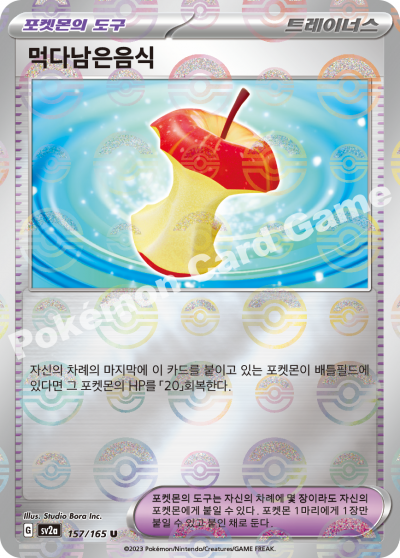 포켓몬의 도구
트레이너스
먹다남은음식
Pokémon Card Game
자신의 차례의 마지막에 이 카드를 붙이고 있는 포켓몬이 배틀필드에
있다면 그 포켓몬의 HP를 「20」회복한다.
Illus. Studio Bora Inc.
G sv2a 157/165 U
포켓몬의 도구는 자신의 차례에 몇 장이라도 자신의
포켓몬에게 붙일 수 있다. 포켓몬 1마리에게 1장만
붙일 수 있고 붙인 채로 둔다.
©2023 Pokémon/Nintendo/Creatures/GAME FREAK.